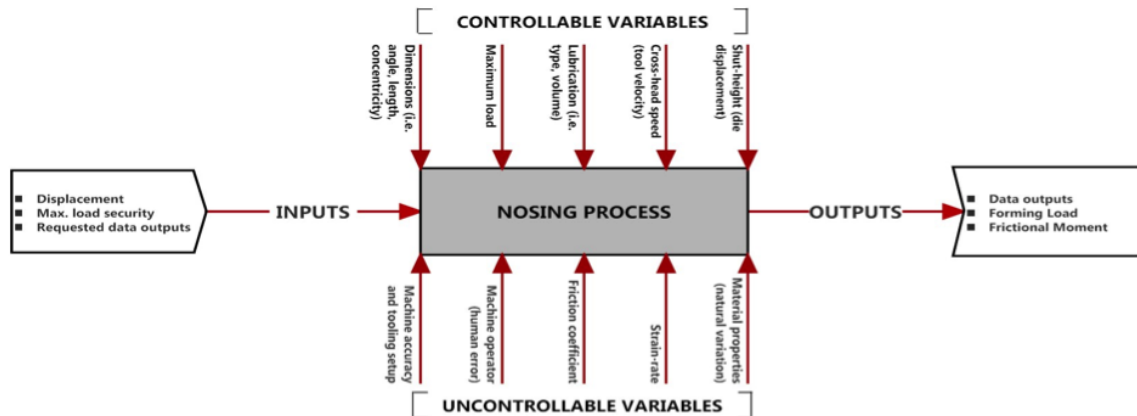 CONTROLLABLE VARIABLES
Dimensions (i.e.
angle, length,
concentricity)
Maximum load
Lubrication (i.e.
type, volume)
Cross-head speed
(tool velocity)
Shut-height (die
displacement)
■ Displacement
■ Max. load security
■ Requested data outputs
INPUTS
NOSING PROCESS
OUTPUTS
■ Data outputs
■ Forming Load
■ Frictional Moment
Machine accuracy
and tooling setup
Machine operator
(human error)
Friction coefficient
Strain-rate
Material properties
(natural variation)
UNCONTROLLABLE VARIABLES